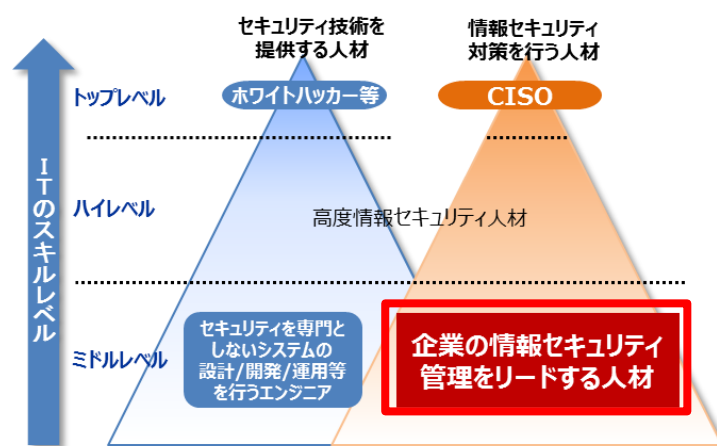 セキュリティ技術を
提供する人材
情報セキュリティ
対策を行う人材
トップレベル
ホワイトハッカー等
CISO
ITのスキルレベル
ハイレベル
高度情報セキュリティ人材
ミドルレベル
セキュリティを専門と
しないシステムの
設計/開発/運用等
を行うエンジニア
企業の情報セキュリティ
管理をリードする人材